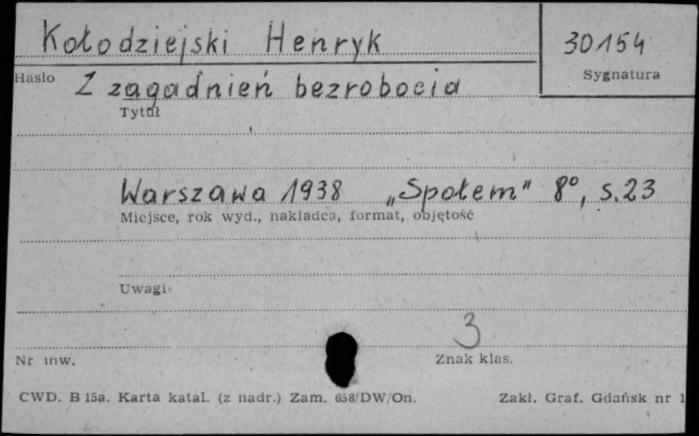 Kołodziejski Henryk 30154
Hasło Sygnatura
Z zagadnień bezrobocia
Tytuł
Warszawa 1938 „Społem" 8°, s.23
Miejsce, rok wyd., nakładca, format, objętość
Uwagi
3
Nr inw. Znak klas.
CWD. B 15a. Karta katal. (z nadr.) Zam. 658/DW/On. Zakł. Graf. Gdańsk nr 1